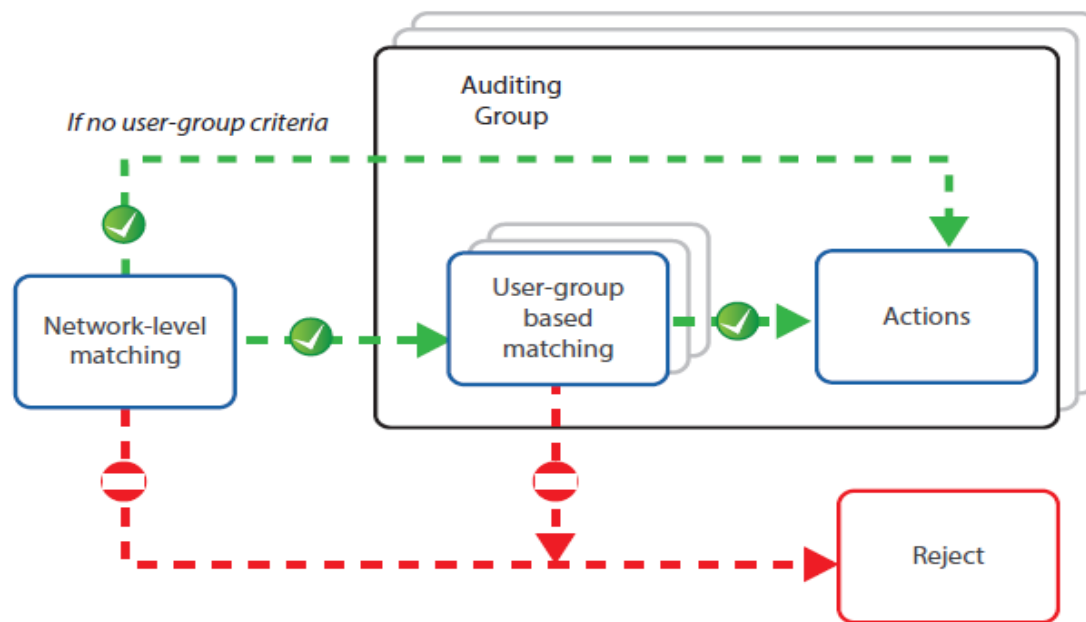 Auditing
Group
If no user-group criteria
Network-level
matching
User-group
based
matching
Actions
Reject